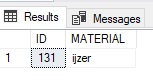 Results Messages
ID MATERIAL
1 131 ijzer